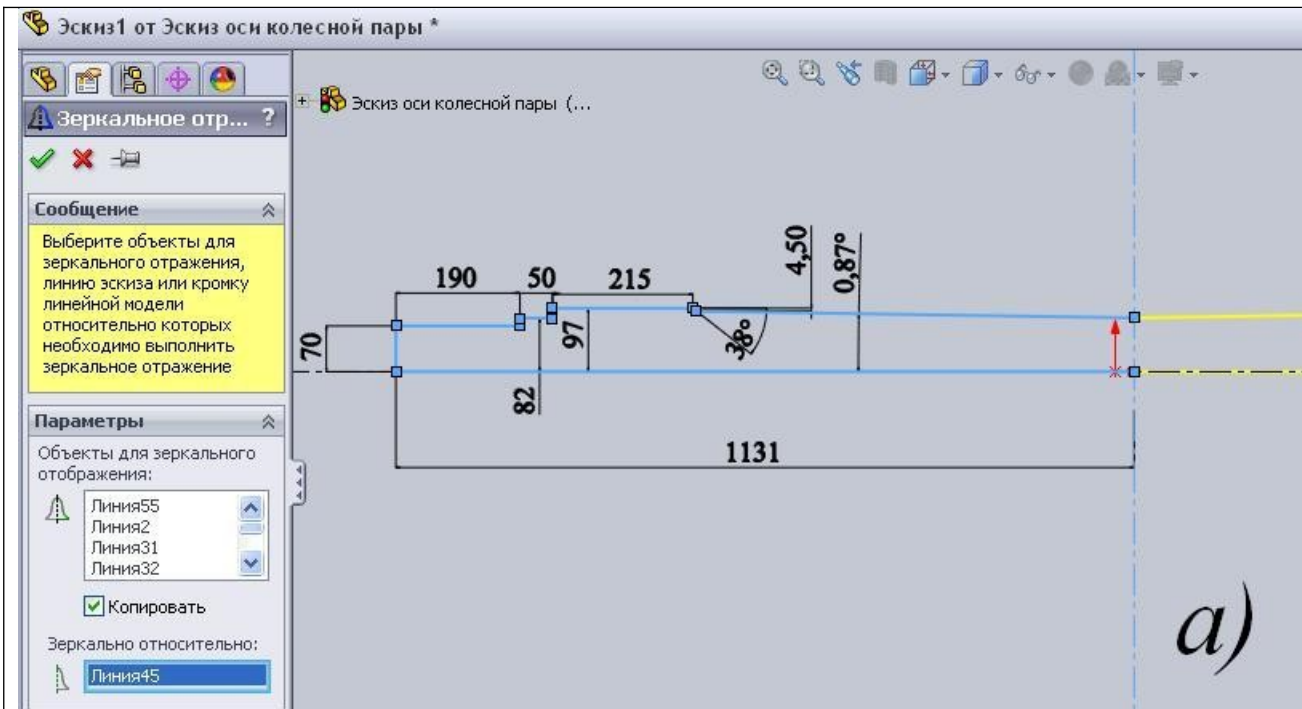 Эскиз1 от Эскиз оси колесной пары *
Зеркальное отр... ?
Сообщение
Выберите объекты для
зеркального отражения,
линию эскиза или кромку
линейной модели
относительно которых
необходимо выполнить
зеркальное отражение
Параметры
Объекты для зеркального
отображения:
Линия55
Линия2
Линия31
Линия32
Копировать
Зеркально относительно:
Линия45
Эскиз оси колесной пары (...
190
50
215
4,50
0,87°
70
97
38°
82
1131
а)